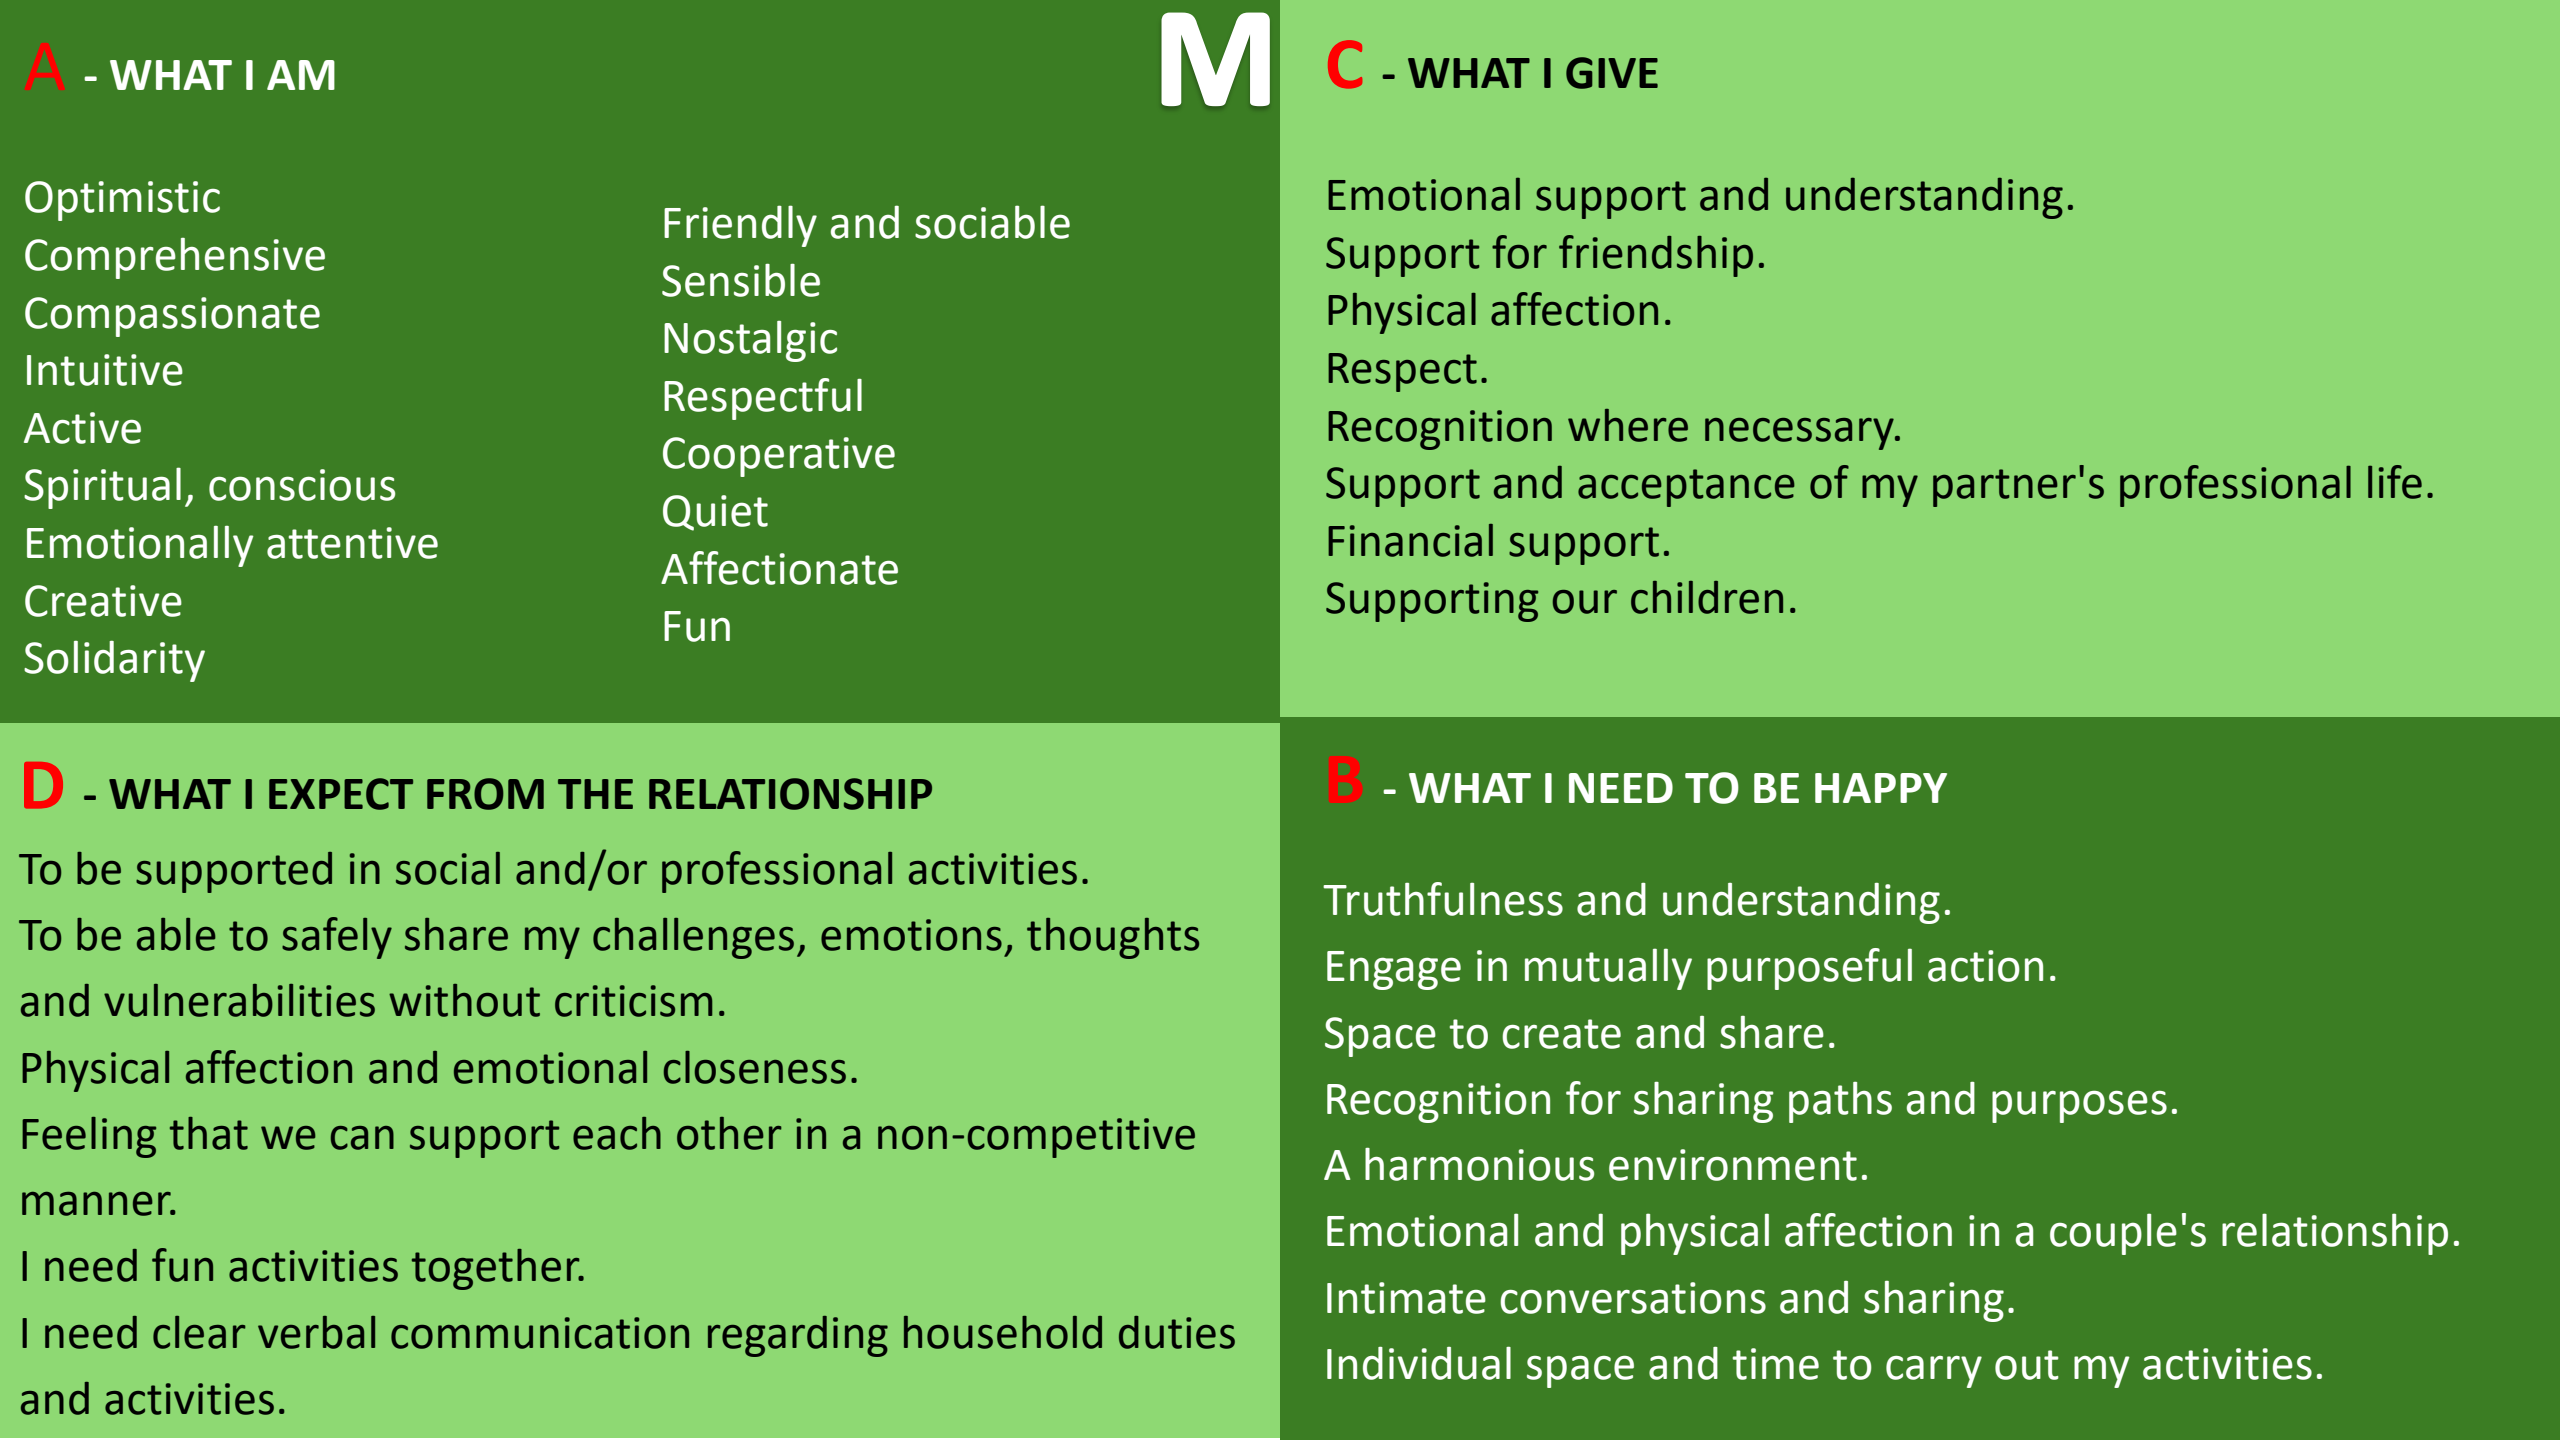 A - WHAT I AM
M
Optimistic
Comprehensive
Compassionate
Intuitive
Active
Spiritual, conscious
Emotionally attentive
Creative
Solidarity
Friendly and sociable
Sensible
Nostalgic
Respectful
Cooperative
Quiet
Affectionate
Fun
C - WHAT I GIVE
Emotional support and understanding.
Support for friendship.
Physical affection.
Respect.
Recognition where necessary.
Support and acceptance of my partner's professional life.
Financial support.
Supporting our children.
D - WHAT I EXPECT FROM THE RELATIONSHIP
To be supported in social and/or professional activities.
To be able to safely share my challenges, emotions, thoughts
and vulnerabilities without criticism.
Physical affection and emotional closeness.
Feeling that we can support each other in a non-competitive
manner.
I need fun activities together.
I need clear verbal communication regarding household duties
and activities.
B - WHAT I NEED TO BE HAPPY
Truthfulness and understanding.
Engage in mutually purposeful action.
Space to create and share.
Recognition for sharing paths and purposes.
A harmonious environment.
Emotional and physical affection in a couple's relationship.
Intimate conversations and sharing.
Individual space and time to carry out my activities.